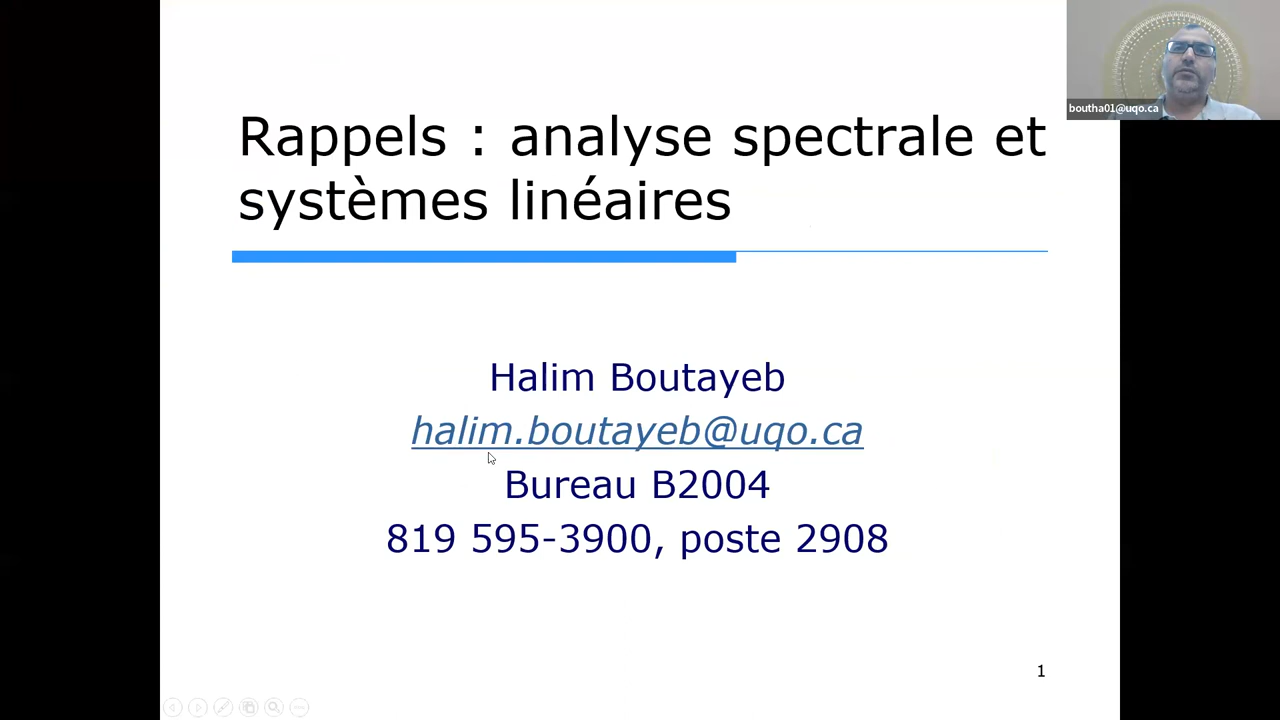 boutha01@uqo.ca
Rappels : analyse spectrale et
systèmes linéaires
Halim Boutayeb
halim.boutayeb@uqo.ca
Bureau B2004
819 595-3900, poste 2908
1